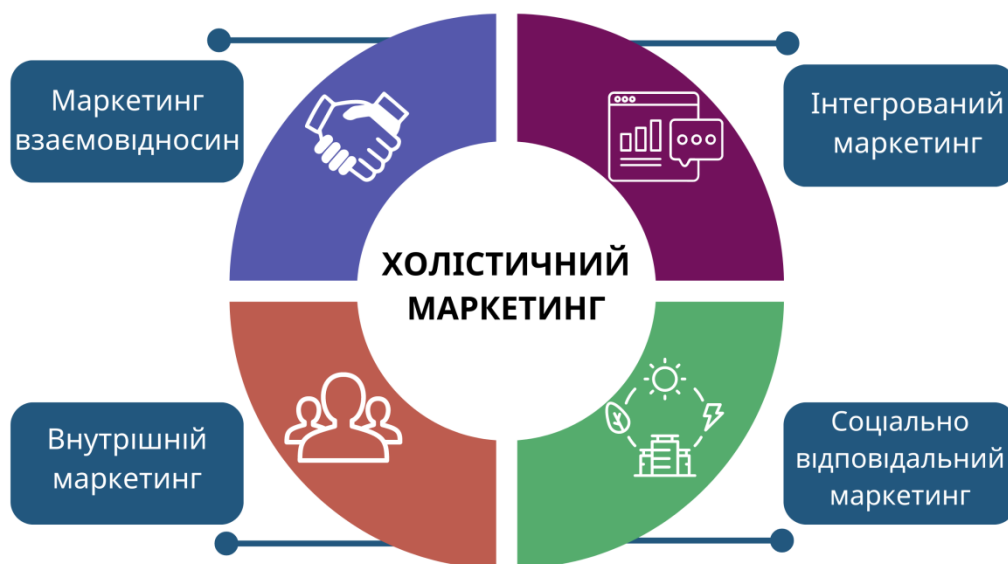 Маркетинг
взаємовідносин
Інтегрований
маркетинг
ХОЛІСТИЧНИЙ
МАРКЕТИНГ
Внутрішній
маркетинг
Соціально
відповідальний
маркетинг